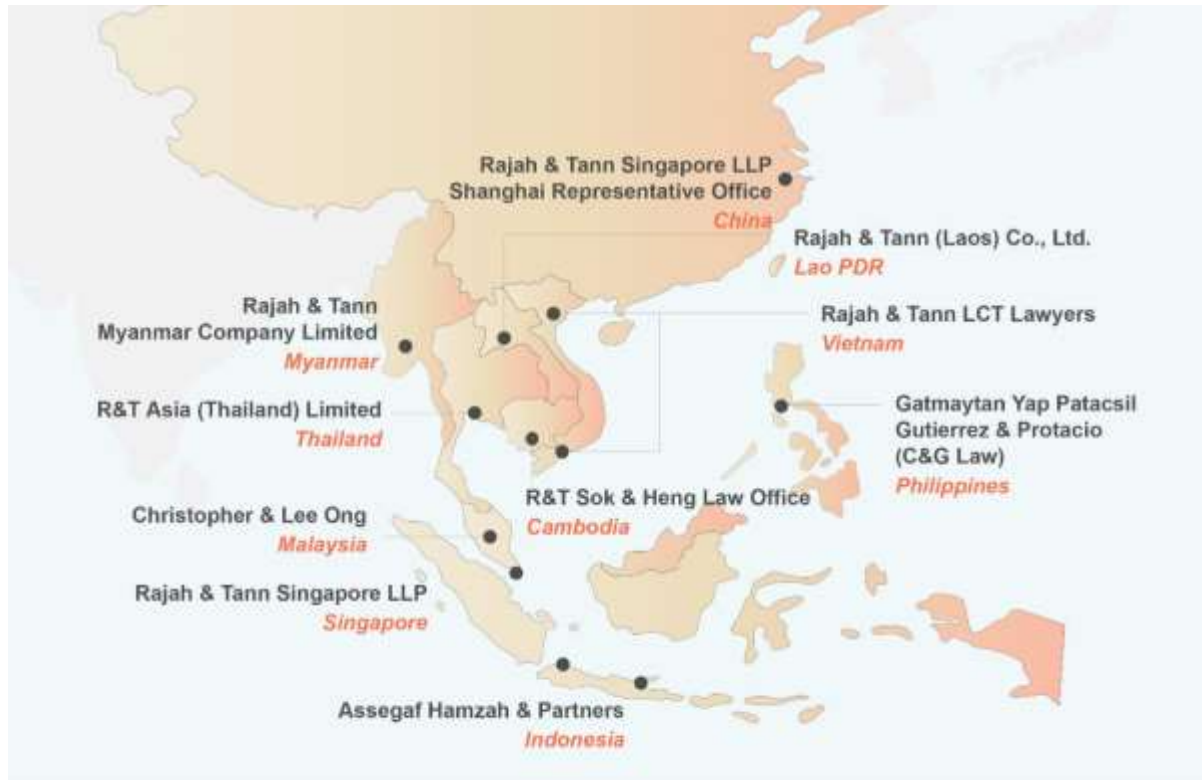 Rajah & Tann Singapore LLP
Shanghai Representative Office
China
Rajah & Tann (Laos) Co., Ltd.
Lao PDR
Rajah & Tann
Myanmar Company Limited
Myanmar
Rajah & Tann LCT Lawyers
Vietnam
R&T Asia (Thailand) Limited
Thailand
Gatmaytan Yap Patacsil
Gutierrez & Protacio
(C&G Law)
Philippines
R&T Sok & Heng Law Office
Cambodia
Christopher & Lee Ong
Malaysia
Rajah & Tann Singapore LLP
Singapore
Assegaf Hamzah & Partners
Indonesia